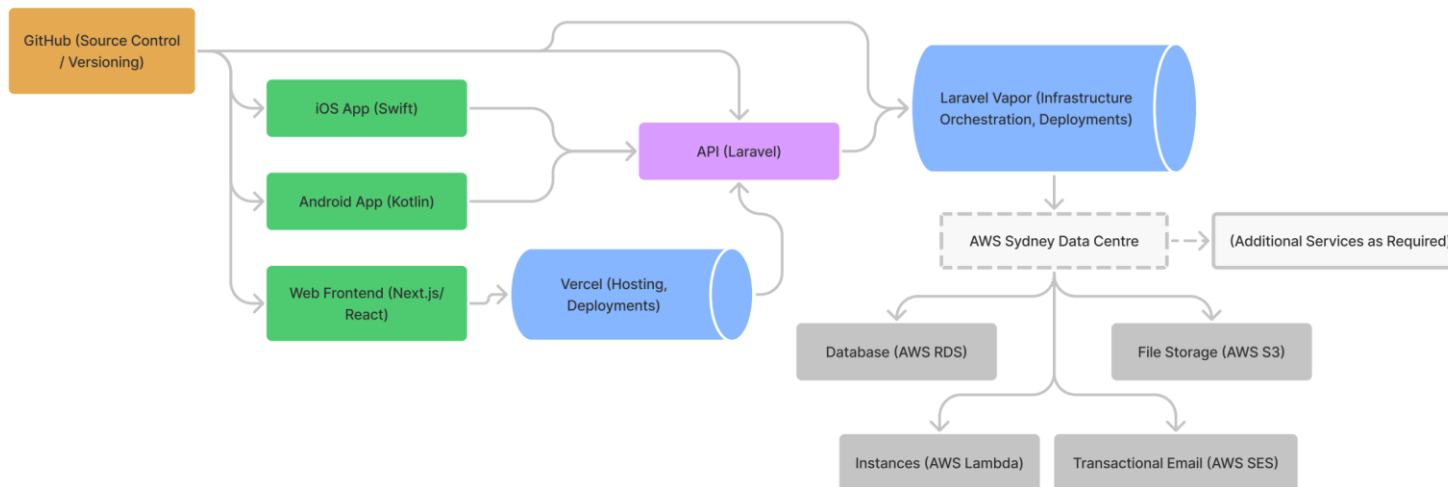 GitHub (Source Control
/ Versioning)
iOS App (Swift)
Android App (Kotlin)
Web Frontend (Next.js/
React)
Vercel (Hosting,
Deployments)
API (Laravel)
Laravel Vapor (Infrastructure
Orchestration, Deployments)
AWS Sydney Data Centre
(Additional Services as Required)
Database (AWS RDS)
File Storage (AWS S3)
Instances (AWS Lambda)
Transactional Email (AWS SES)